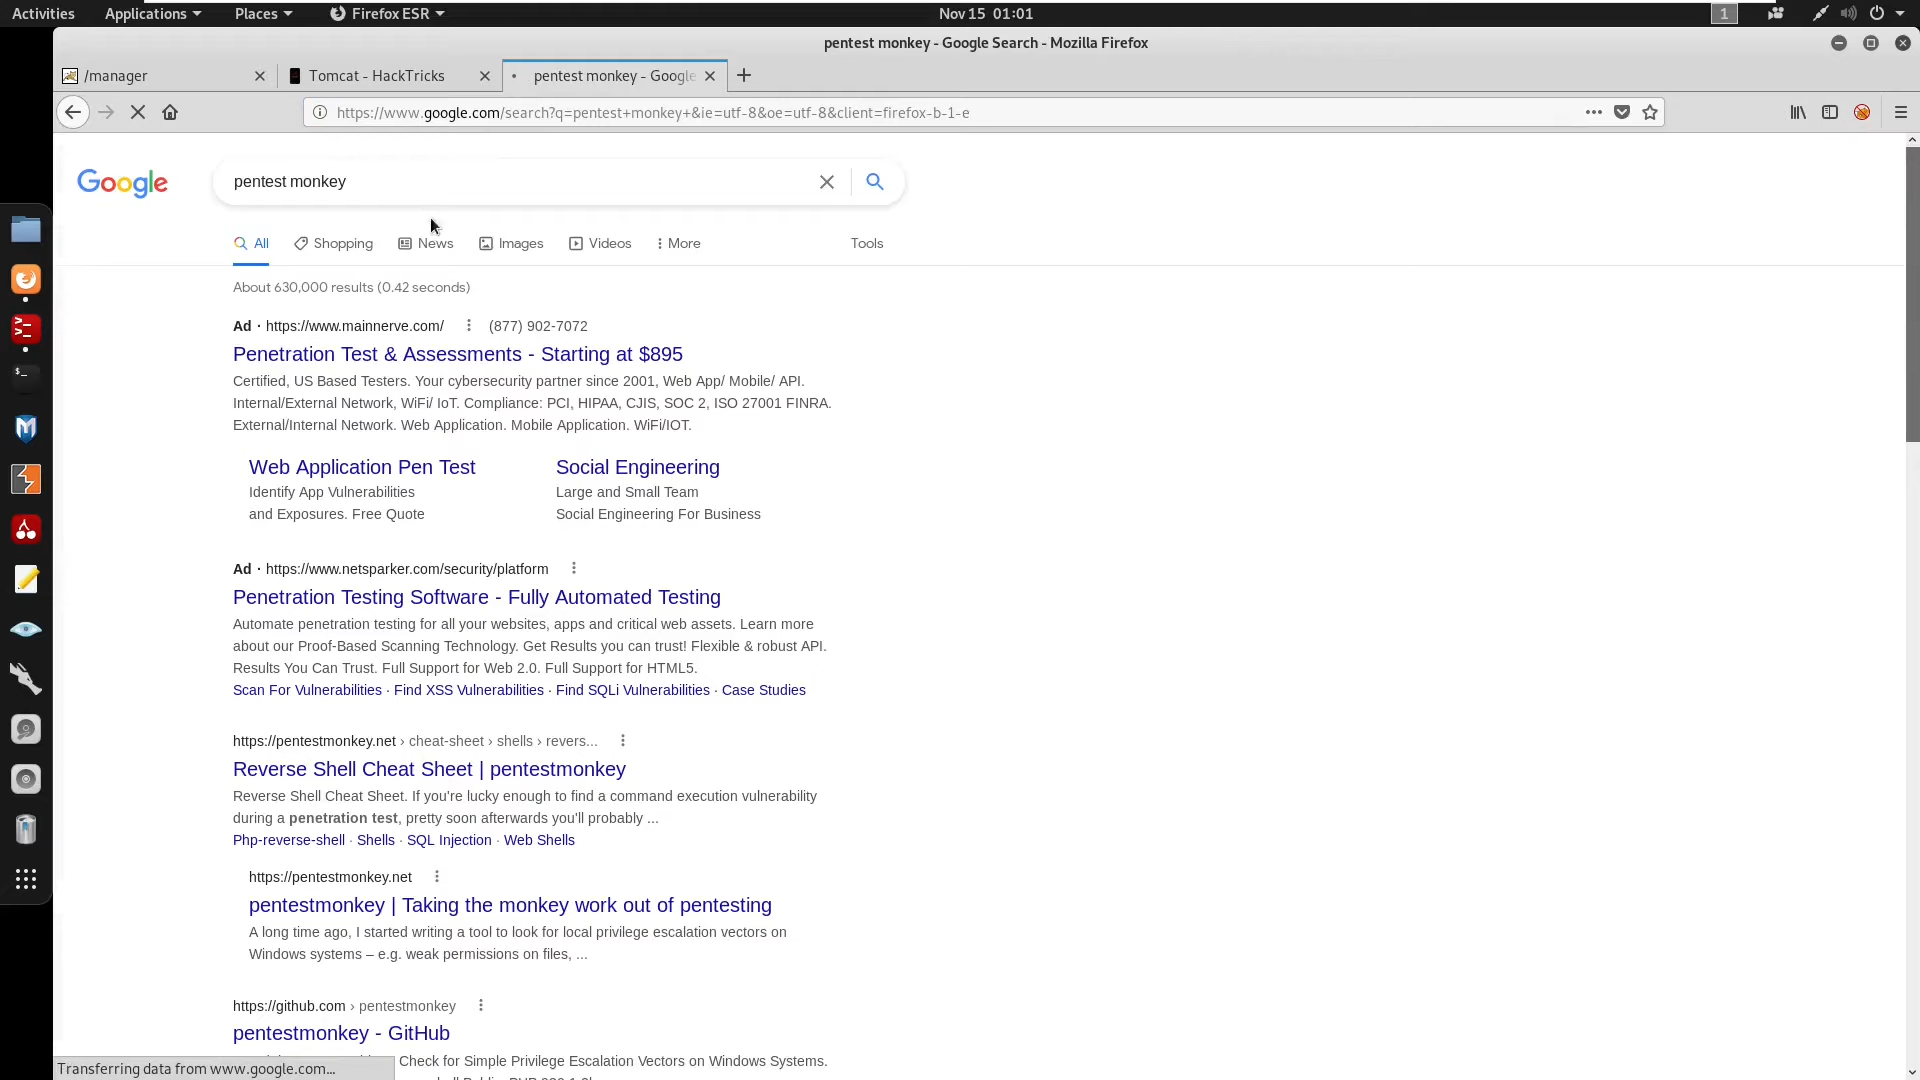 Activities Applications Places Firefox ESR Nov 15 01:01 1
pentest monkey - Google Search - Mozilla Firefox
/manager Tomcat - HackTricks pentest monkey - Google
https://www.google.com/search?q=pentest+monkey+&ie=utf-8&oe=utf-8&client=firefox-b-1-e
Google pentest monkey
All Shopping News Images Videos More Tools
About 630,000 results (0.42 seconds)
Ad · https://www.mainnerve.com/ (877) 902-7072
Penetration Test & Assessments - Starting at $895
Certified, US Based Testers. Your cybersecurity partner since 2001, Web App/ Mobile/ API.
Internal/External Network, WiFi/ IoT. Compliance: PCI, HIPAA, CJIS, SOC 2, ISO 27001 FINRA.
External/Internal Network. Web Application. Mobile Application. WiFi/IOT.
Web Application Pen Test
Identify App Vulnerabilities
and Exposures. Free Quote
Social Engineering
Large and Small Team
Social Engineering For Business
Ad · https://www.netsparker.com/security/platform
Penetration Testing Software - Fully Automated Testing
Automate penetration testing for all your websites, apps and critical web assets. Learn more
about our Proof-Based Scanning Technology. Get Results you can trust! Flexible & robust API.
Results You Can Trust. Full Support for Web 2.0. Full Support for HTML5.
Scan For Vulnerabilities · Find XSS Vulnerabilities · Find SQLi Vulnerabilities · Case Studies
https://pentestmonkey.net › cheat-sheet › shells › revers...
Reverse Shell Cheat Sheet | pentestmonkey
Reverse Shell Cheat Sheet. If you're lucky enough to find a command execution vulnerability
during a penetration test, pretty soon afterwards you'll probably ...
Php-reverse-shell · Shells · SQL Injection · Web Shells
https://pentestmonkey.net
pentestmonkey | Taking the monkey work out of pentesting
A long time ago, I started writing a tool to look for local privilege escalation vectors on
Windows systems – e.g. weak permissions on files, ...
https://github.com › pentestmonkey
pentestmonkey - GitHub
Check for Simple Privilege Escalation Vectors on Windows Systems.
Transferring data from www.google.com...